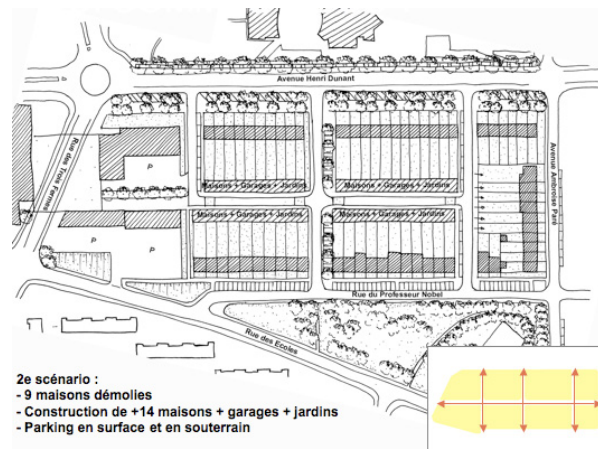 Avenue Henri Dunant
Rue des Trois Fermes
P
Maisons + Garages + Jardins
Maisons + Garages + Jardins
Avenue Ambroise Paré
Maisons + Garages + Jardins
Maisons + Garages + Jardins
P
P
Rue du Professeur Nobel
Rue des Ecoles
2e scénario :
- 9 maisons démolies
- Construction de +14 maisons + garages + jardins
- Parking en surface et en souterrain